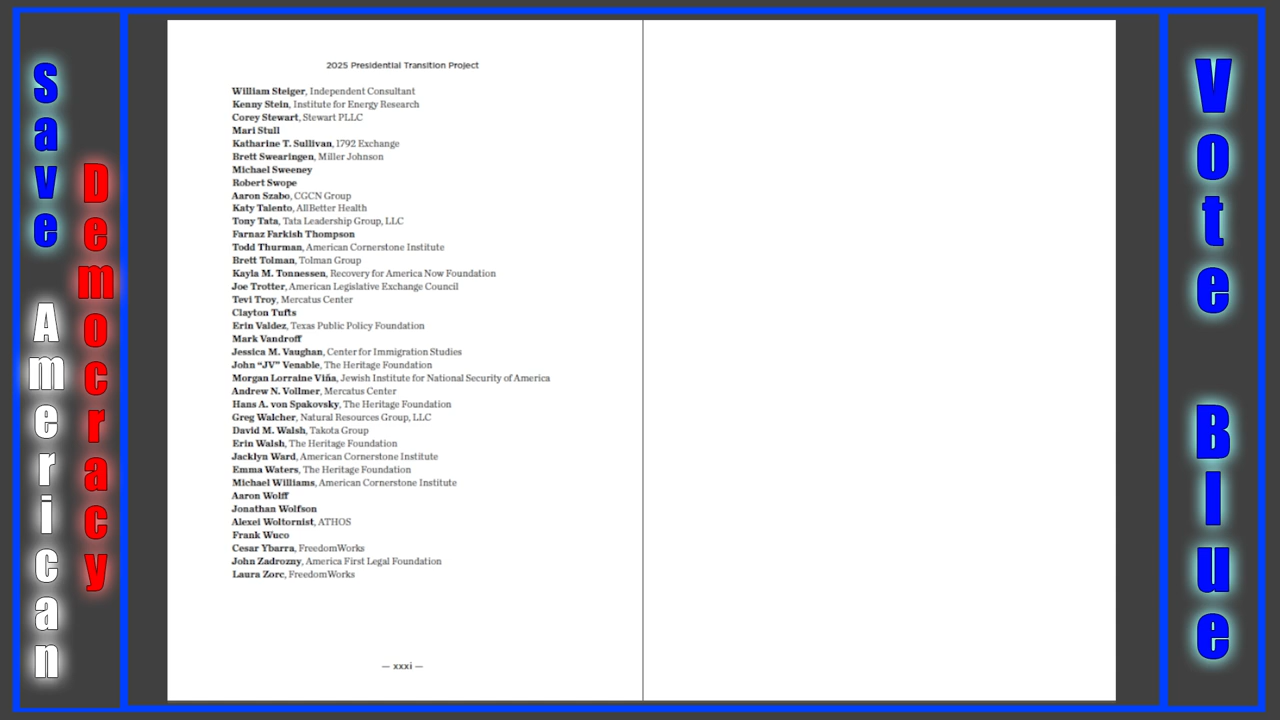 Save
American
Democracy
2025 Presidential Transition Project
William Steiger, Independent Consultant
Kenny Stein, Institute for Energy Research
Corey Stewart, Stewart PLLC
Mari Stull
Katharine T. Sullivan, 1792 Exchange
Brett Swearingen, Miller Johnson
Michael Sweeney
Robert Swope
Aaron Szabo, CGCN Group
Katy Talento, AllBetter Health
Tony Tata, Tata Leadership Group, LLC
Farnaz Farkish Thompson
Todd Thurman, American Cornerstone Institute
Brett Tolman, Tolman Group
Kayla M. Tonnessen, Recovery for America Now Foundation
Joe Trotter, American Legislative Exchange Council
Tevi Troy, Mercatus Center
Clayton Tufts
Erin Valdez, Texas Public Policy Foundation
Mark Vandroff
Jessica M. Vaughan, Center for Immigration Studies
John “JV” Venable, The Heritage Foundation
Morgan Lorraine Viña, Jewish Institute for National Security of America
Andrew N. Vollmer, Mercatus Center
Hans A. von Spakovsky, The Heritage Foundation
Greg Walcher, Natural Resources Group, LLC
David M. Walsh, Takota Group
Erin Walsh, The Heritage Foundation
Jacklyn Ward, American Cornerstone Institute
Emma Waters, The Heritage Foundation
Michael Williams, American Cornerstone Institute
Aaron Wolff
Jonathan Wolfson
Alexei Woltornist, ATHOS
Frank Wuco
Cesar Ybarra, FreedomWorks
John Zadrozny, America First Legal Foundation
Laura Zorc, FreedomWorks
— xxxi —
Vote
Blue